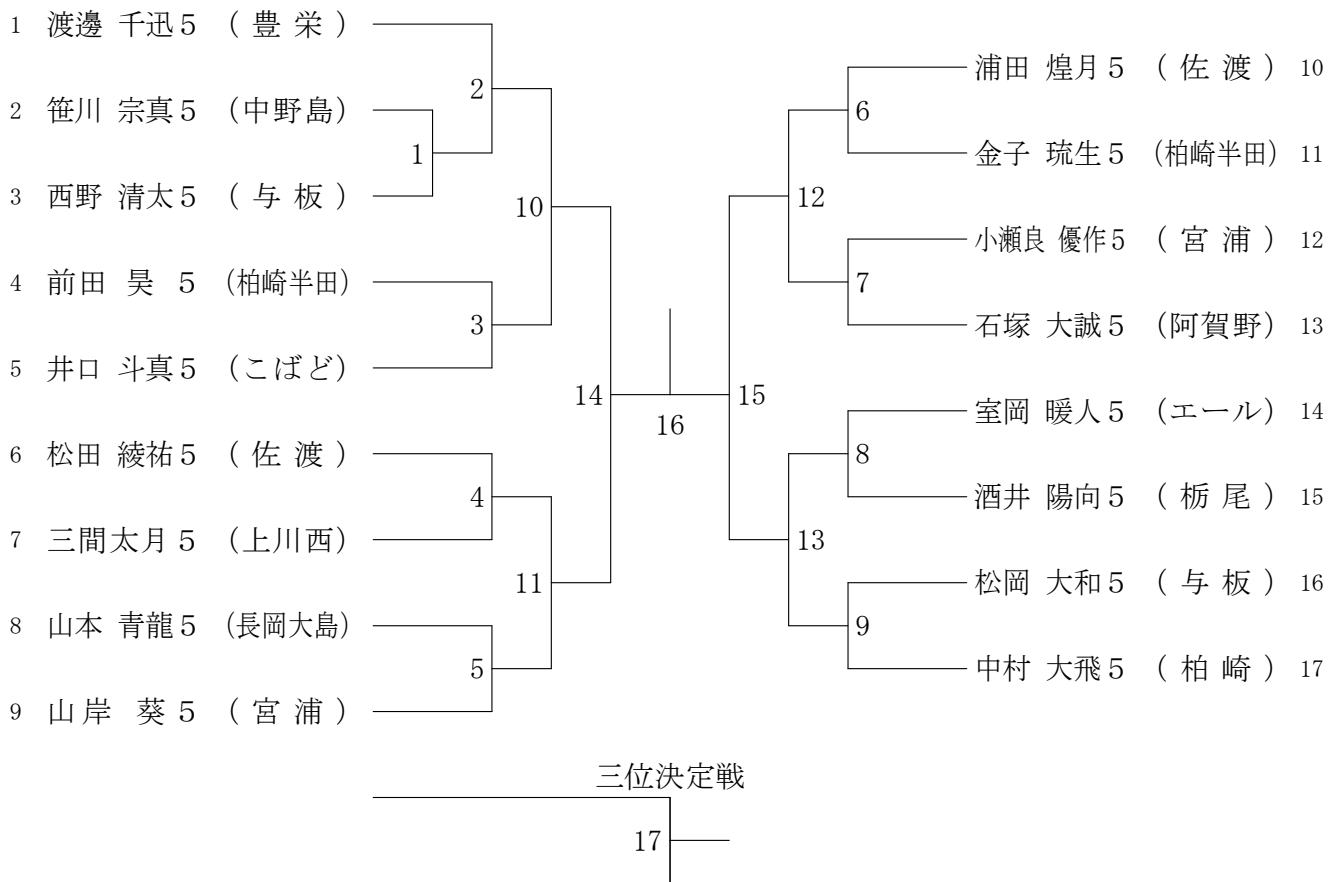 1 渡邊 千迅 5 (豊 栄)
2 笹川 宗真 5 (中野島)
3 西野 清太 5 (与 板)
4 前田 昊 5 (柏崎半田)
5 井口 斗真 5 (こばど)
6 松田 綾祐 5 (佐 渡)
7 三間太月 5 (上川西)
8 山本 青龍 5 (長岡大島)
9 山岸 葵 5 (宮 浦)
2
1
10
3
14
4
11
5
16
15
12
6
7
13
8
9
浦田 煌月 5 (佐 渡) 10
金子 琉生 5 (柏崎半田) 11
小瀬良 優作 5 (宮 浦) 12
石塚 大誠 5 (阿賀野) 13
室岡 暖人 5 (エール) 14
酒井 陽向 5 (栃 尾) 15
松岡 大和 5 (与 板) 16
中村 大飛 5 (柏 崎) 17
三位決定戦
17